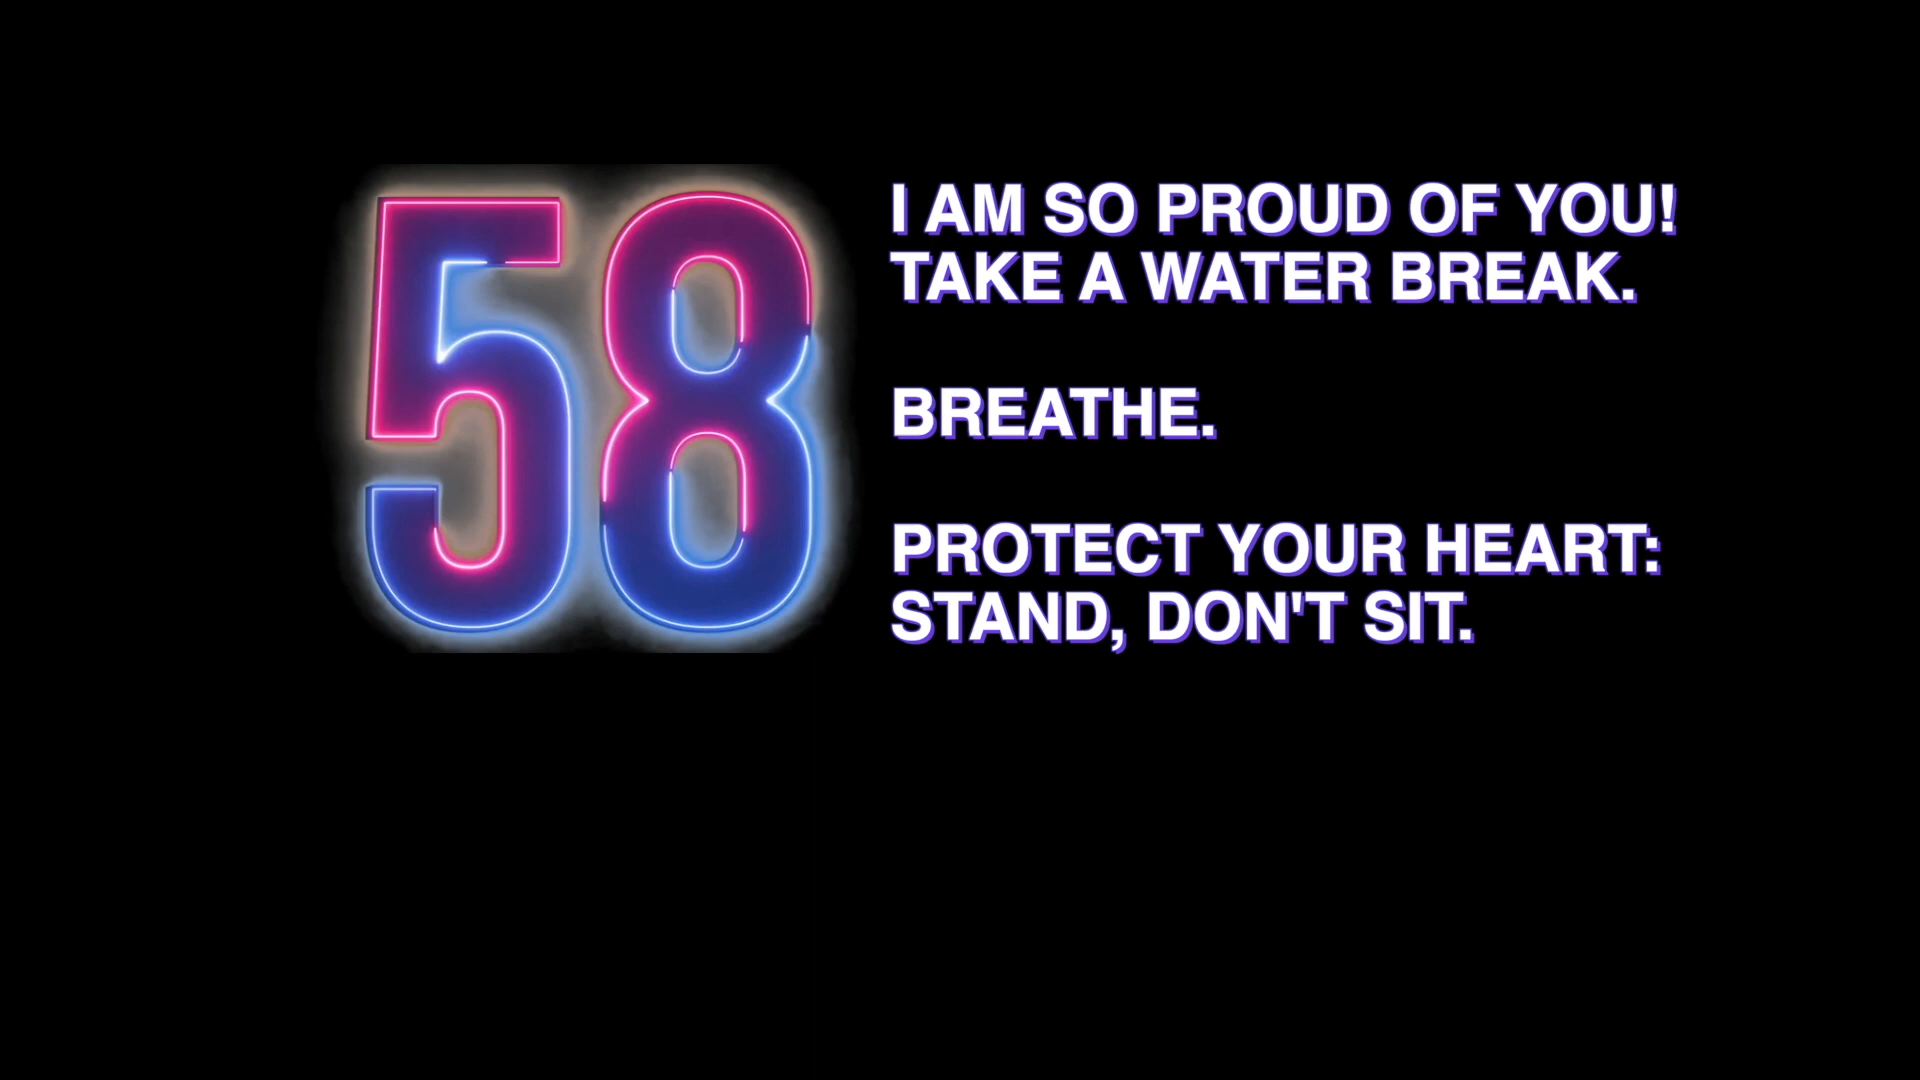 58
I AM SO PROUD OF YOU!
TAKE A WATER BREAK.
BREATHE.
PROTECT YOUR HEART:
STAND, DON'T SIT.